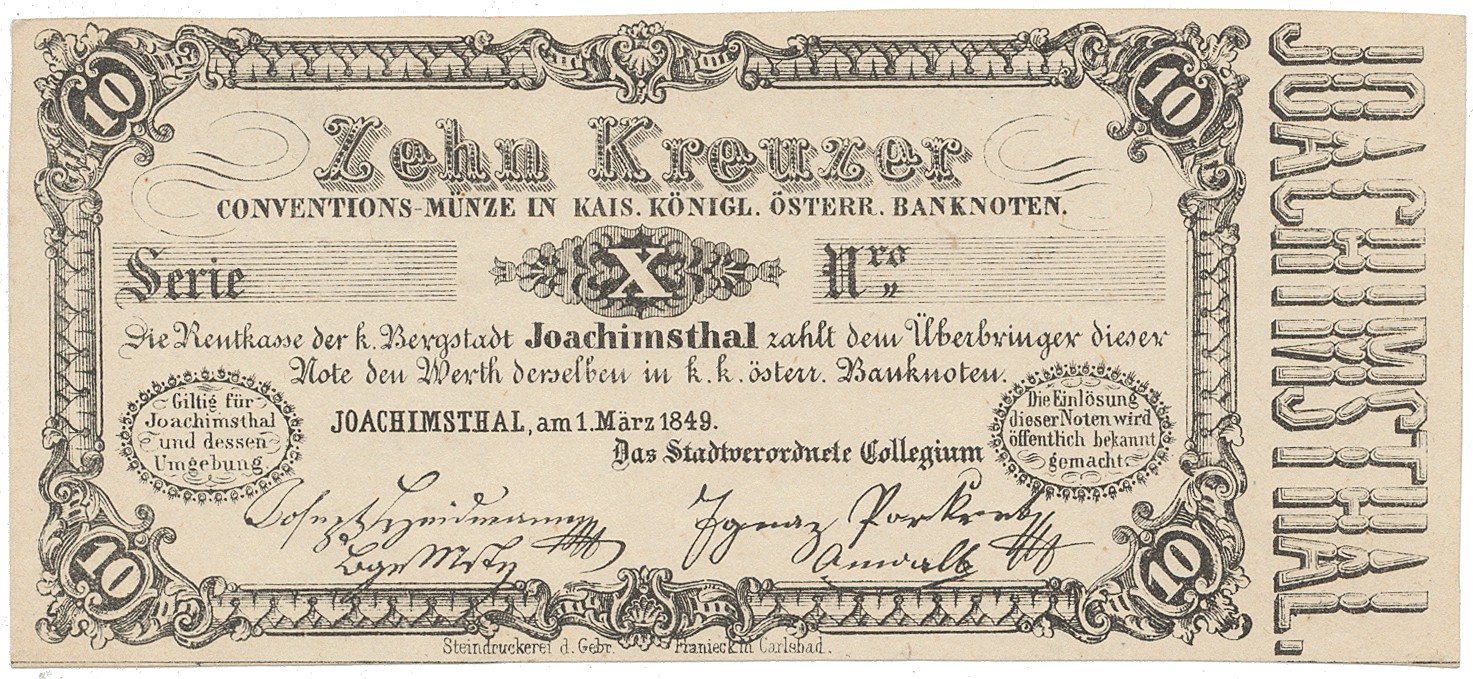 10
10
Zehn Kreuzer
CONVENTIONS-MÜNZE IN KAIS. KÖNIGL. ÖSTERR. BANKNOTEN.
Serie
X
Nro
Die Rentkasse der k. Bergstadt Joachimsthal zahlt dem Überbringer dieser
Note den Werth derselben in k. k. österr. Banknoten.
Giltig für
Joachimsthal
und dessen
Umgebung.
JOACHIMSTHAL, am 1. März 1849.
Das Stadtverordnete Collegium
Die Einlösung
dieser Noten wird
öffentlich bekannt
gemacht.
Ignaz
10
10
Steindruckerei d. Gebr. Franieck in Carlsbad.
JOACHIMSTHAL.